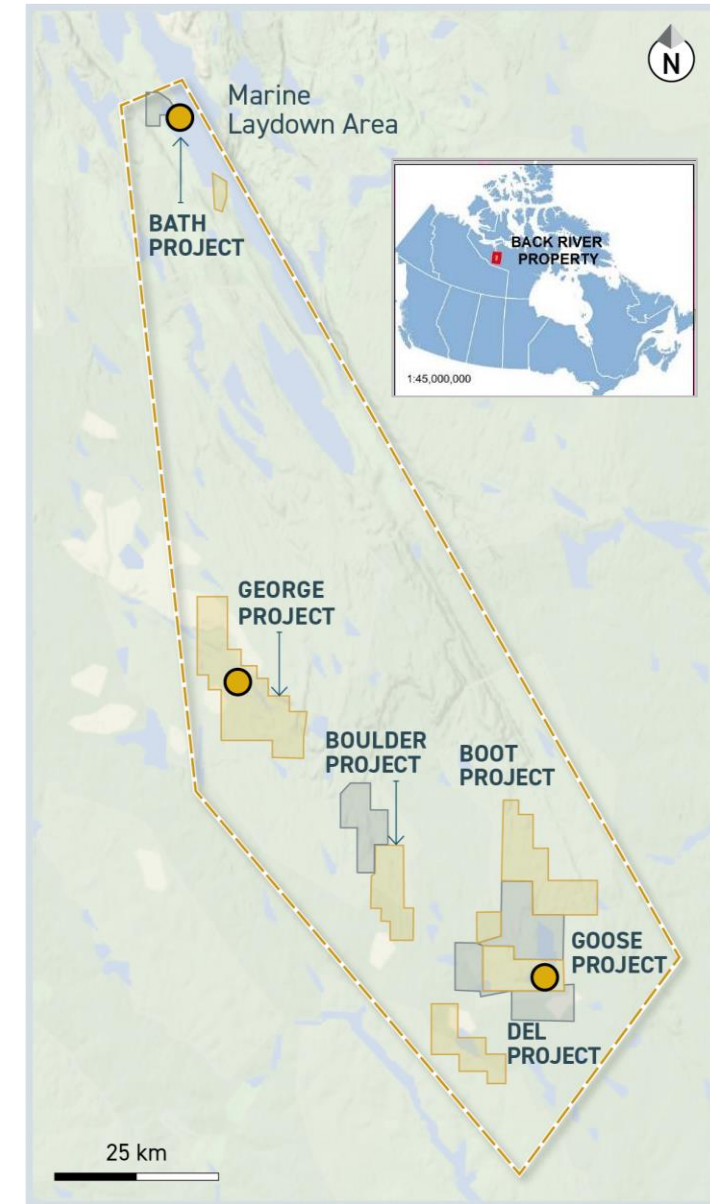 N
Marine
Laydown Area
BATH
PROJECT
BACK RIVER
PROPERTY
1:45,000,000
GEORGE
PROJECT
BOULDER
PROJECT
BOOT
PROJECT
GOOSE
PROJECT
DEL
PROJECT
25 km